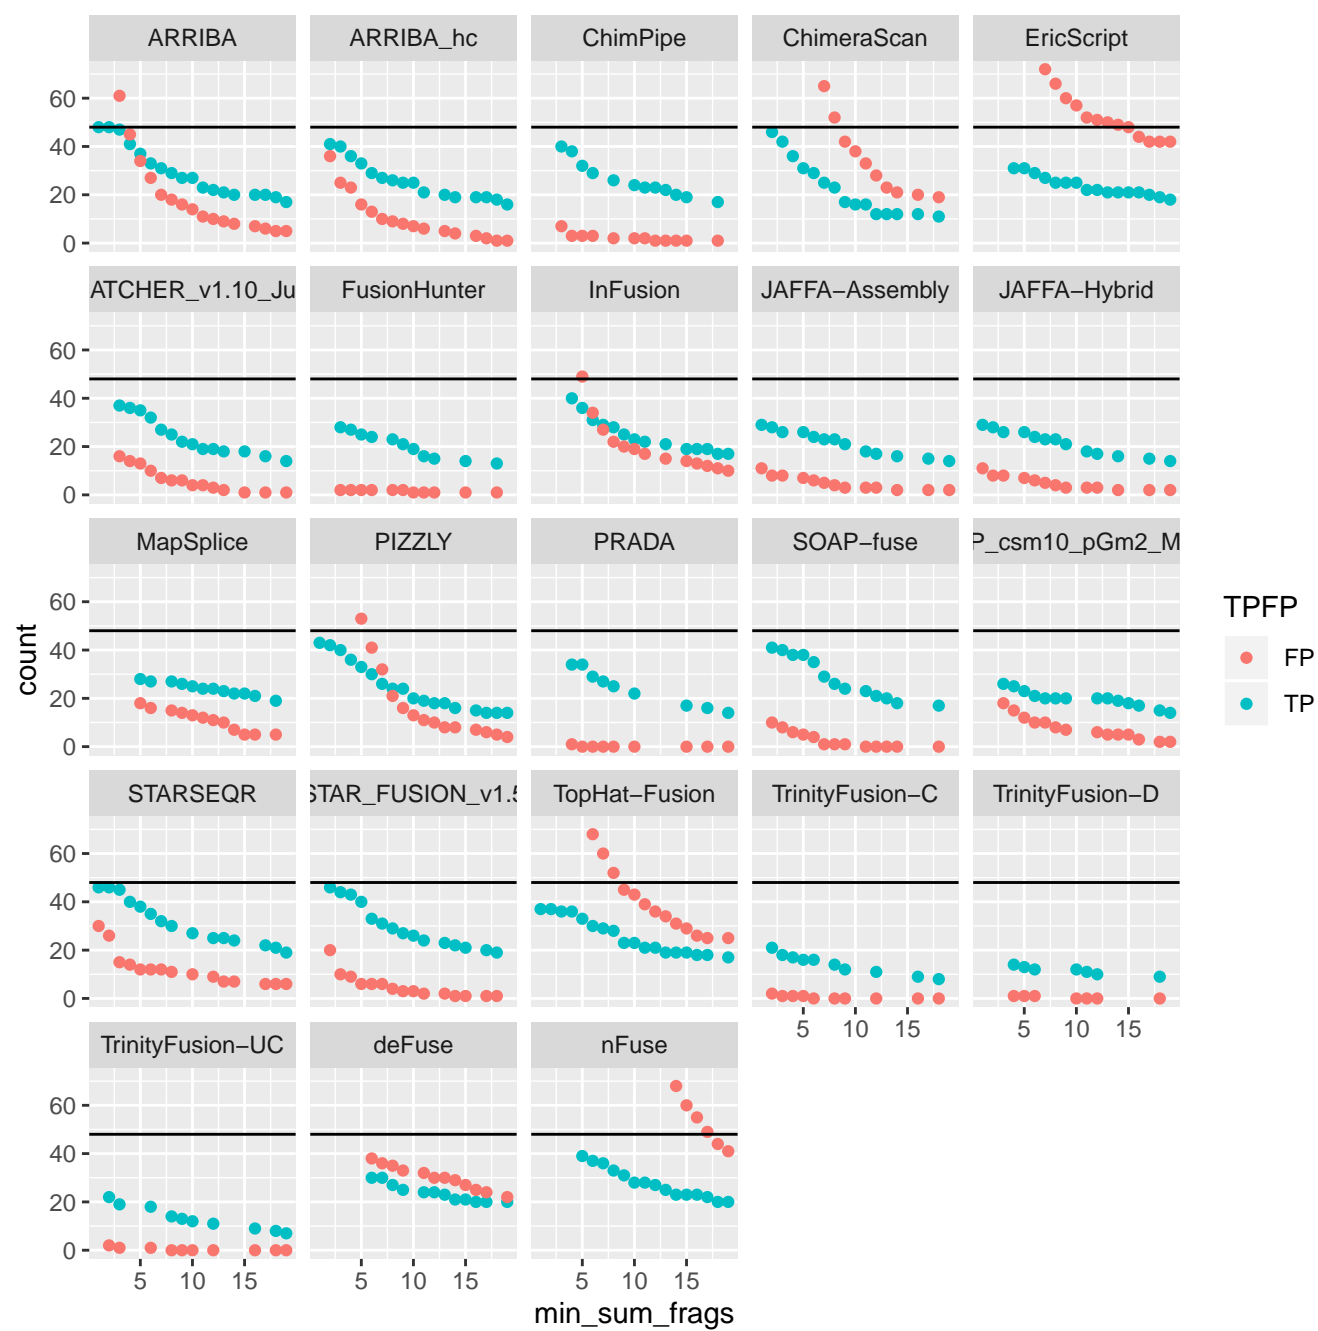 ARRIBA ARRIBA_hc ChimPipe ChimeraScan EricScript
60
40
20
0
ATCHER_v1.10_Ju FusionHunter InFusion JAFFA−Assembly JAFFA−Hybrid
60
40
20
0
MapSplice PIZZLY PRADA SOAP−fuse P_csm10_pGm2_M
60
40
20
0
count
TPFP
FP
TP
STARSEQR STAR_FUSION_v1.5 TopHat−Fusion TrinityFusion−C TrinityFusion−D
60
40
20
0
5 10 15 5 10 15
TrinityFusion−UC deFuse nFuse
60
40
20
0
5 10 15 5 10 15 5 10 15
min_sum_frags